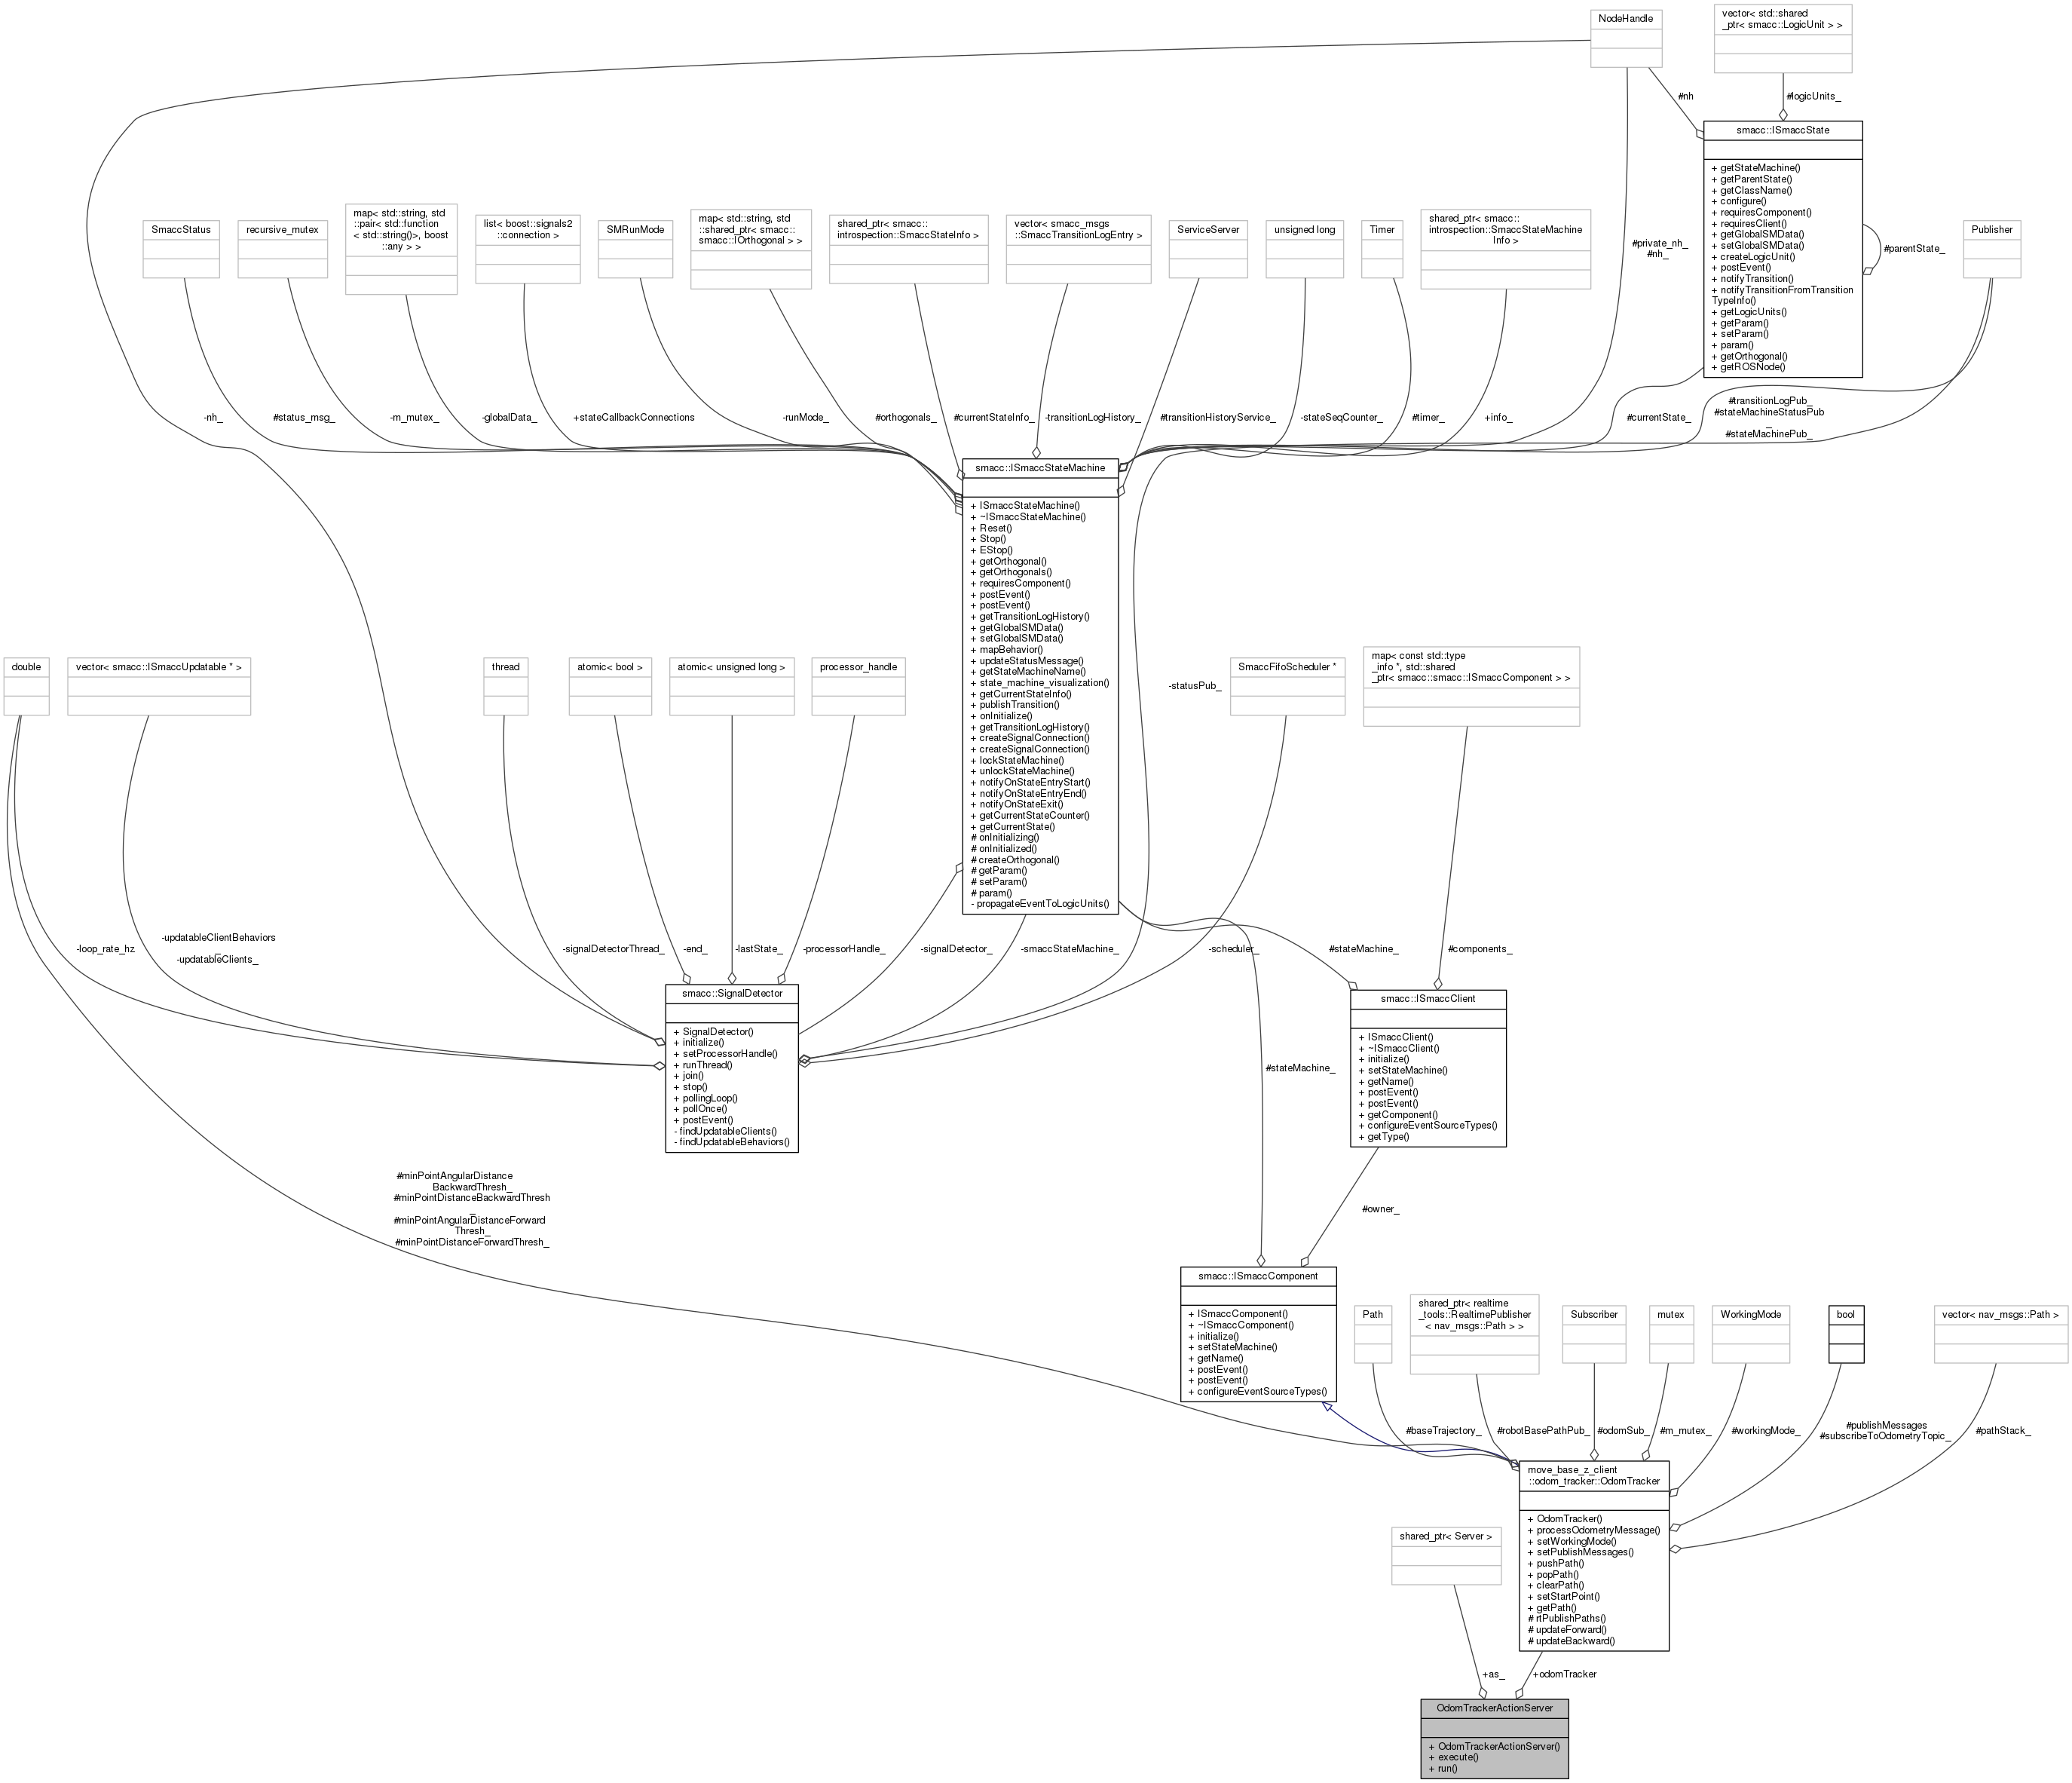 NodeHandle
vector< std::shared
_ptr< smacc::LogicUnit > >
#nh
#logicUnits_
smacc::ISmaccState
+ getStateMachine()
+ getParentState()
+ getClassName()
+ configure()
+ requiresComponent()
+ requiresClient()
+ getGlobalSMData()
+ setGlobalSMData()
+ createLogicUnit()
+ postEvent()
+ notifyTransition()
+ notifyTransitionFromTransition
TypeInfo()
+ getLogicUnits()
+ getParam()
+ setParam()
+ param()
+ getOrthogonal()
+ getROSNode()
#parentState_
SmaccStatus
recursive_mutex
map< std::string, std
::pair< std::function
< std::string()>, boost
::any > >
list< boost::signals2
::connection >
SMRunMode
map< std::string, std
::shared_ptr< smacc::
smacc::IOrthogonal > >
shared_ptr< smacc::
introspection::SmaccStateInfo >
vector< smacc_msgs
::SmaccTransitionLogEntry >
ServiceServer
unsigned long
Timer
shared_ptr< smacc::
introspection::SmaccStateMachine
Info >
Publisher
#private_nh_
#nh_
-nh_
#status_msg_
-m_mutex_
-globalData_
+stateCallbackConnections
-runMode_
#orthogonals_
#currentStateInfo_
-transitionLogHistory_
#transitionHistoryService_
-stateSeqCounter_
#timer_
+info_
#currentState_
#transitionLogPub_
#stateMachineStatusPub
_
#stateMachinePub_
smacc::ISmaccStateMachine
+ ISmaccStateMachine()
+ ~ISmaccStateMachine()
+ Reset()
+ Stop()
+ EStop()
+ getOrthogonal()
+ getOrthogonals()
+ requiresComponent()
+ postEvent()
+ postEvent()
+ getTransitionLogHistory()
+ getGlobalSMData()
+ setGlobalSMData()
+ mapBehavior()
+ updateStatusMessage()
+ getStateMachineName()
+ state_machine_visualization()
+ getCurrentStateInfo()
+ publishTransition()
+ onInitialize()
+ getTransitionLogHistory()
+ createSignalConnection()
+ createSignalConnection()
+ lockStateMachine()
+ unlockStateMachine()
+ notifyOnStateEntryStart()
+ notifyOnStateEntryEnd()
+ notifyOnStateExit()
+ getCurrentStateCounter()
+ getCurrentState()
# onInitializing()
# onInitialized()
# createOrthogonal()
# getParam()
# setParam()
# param()
- propagateEventToLogicUnits()
double
vector< smacc::ISmaccUpdatable * >
thread
atomic< bool >
atomic< unsigned long >
processor_handle
-statusPub_
SmaccFifoScheduler *
map< const std::type
_info *, std::shared
_ptr< smacc::smacc::ISmaccComponent > >
-loop_rate_hz
-updatableClientBehaviors
_
-updatableClients_
-signalDetectorThread_
-end_
-lastState_
-processorHandle_
-signalDetector_
-smaccStateMachine_
-scheduler_
#stateMachine_
#components_
smacc::SignalDetector
+ SignalDetector()
+ initialize()
+ setProcessorHandle()
+ runThread()
+ join()
+ stop()
+ pollingLoop()
+ pollOnce()
+ postEvent()
- findUpdatableClients()
- findUpdatableBehaviors()
smacc::ISmaccClient
+ ISmaccClient()
+ ~ISmaccClient()
+ initialize()
+ setStateMachine()
+ getName()
+ postEvent()
+ postEvent()
+ getComponent()
+ configureEventSourceTypes()
+ getType()
#stateMachine_
#minPointAngularDistance
BackwardThresh_
#minPointDistanceBackwardThresh
_
#minPointAngularDistanceForward
Thresh_
#minPointDistanceForwardThresh_
#owner_
smacc::ISmaccComponent
+ ISmaccComponent()
+ ~ISmaccComponent()
+ initialize()
+ setStateMachine()
+ getName()
+ postEvent()
+ postEvent()
+ configureEventSourceTypes()
Path
shared_ptr< realtime
_tools::RealtimePublisher
< nav_msgs::Path > >
Subscriber
mutex
WorkingMode
bool
vector< nav_msgs::Path >
#baseTrajectory_
#robotBasePathPub_
#odomSub_
#m_mutex_
#workingMode_
#publishMessages
#subscribeToOdometryTopic_
#pathStack_
move_base_z_client
::odom_tracker::OdomTracker
+ OdomTracker()
+ processOdometryMessage()
+ setWorkingMode()
+ setPublishMessages()
+ pushPath()
+ popPath()
+ clearPath()
+ setStartPoint()
+ getPath()
# rtPublishPaths()
# updateForward()
# updateBackward()
shared_ptr< Server >
+as_
+odomTracker
OdomTrackerActionServer
+ OdomTrackerActionServer()
+ execute()
+ run()